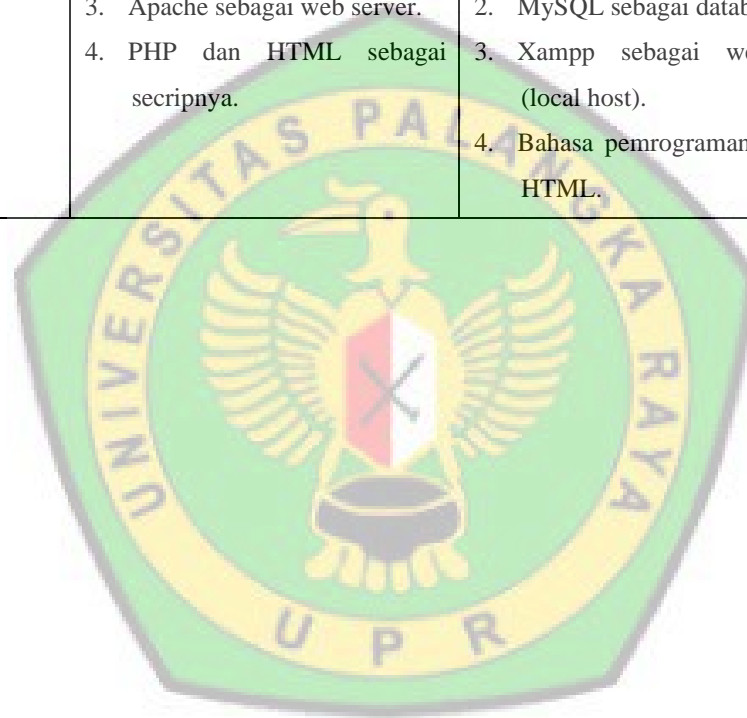 3. Apache sebagai web server.
4. PHP dan HTML sebagai
secripnya.
2. MySQL sebagai datab
3. Xampp sebagai we
(local host).
4. Bahasa pemrograman
HTML.
UNIVERSITAS PALANGKA RAYA
UPR